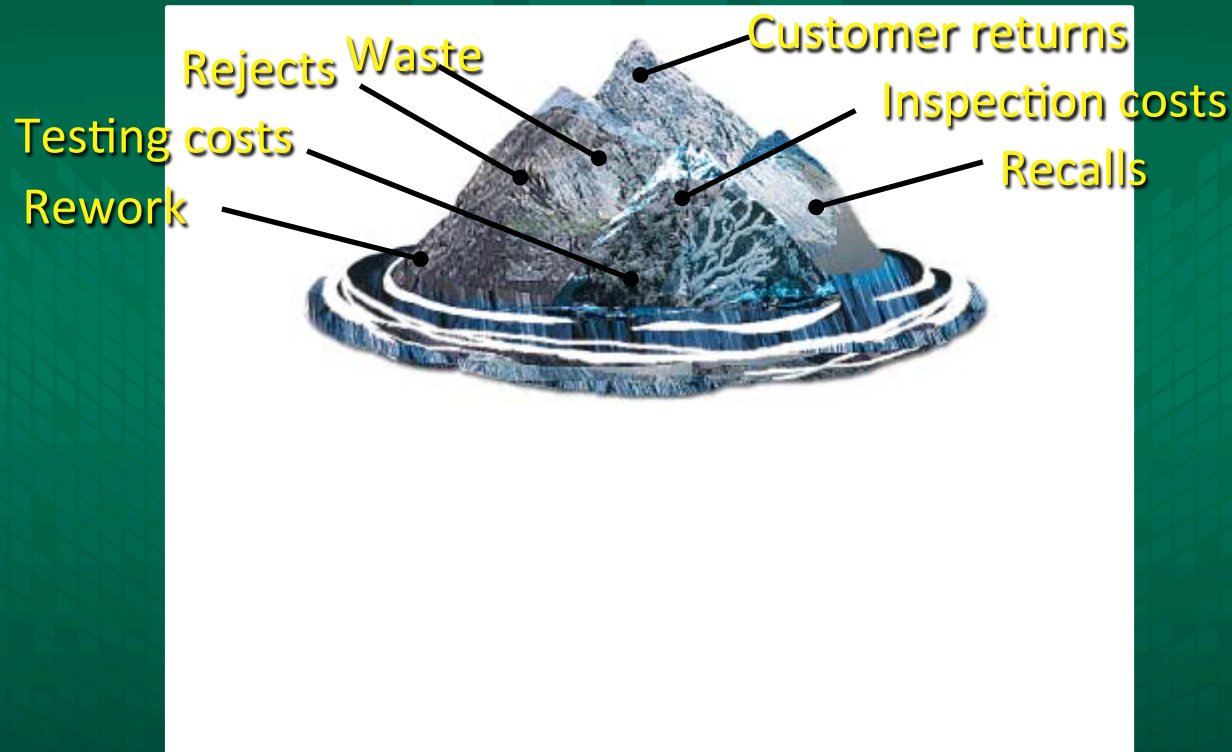 Customer returns
Rejects Waste
Inspection costs
Testing costs
Recalls
Rework